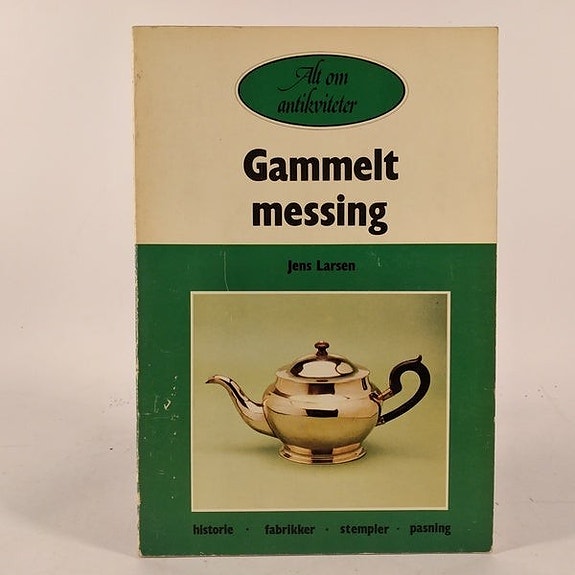 Alt om
antikviteter
Gammelt
messing
Jens Larsen
historie · fabrikker · stempler · pasning